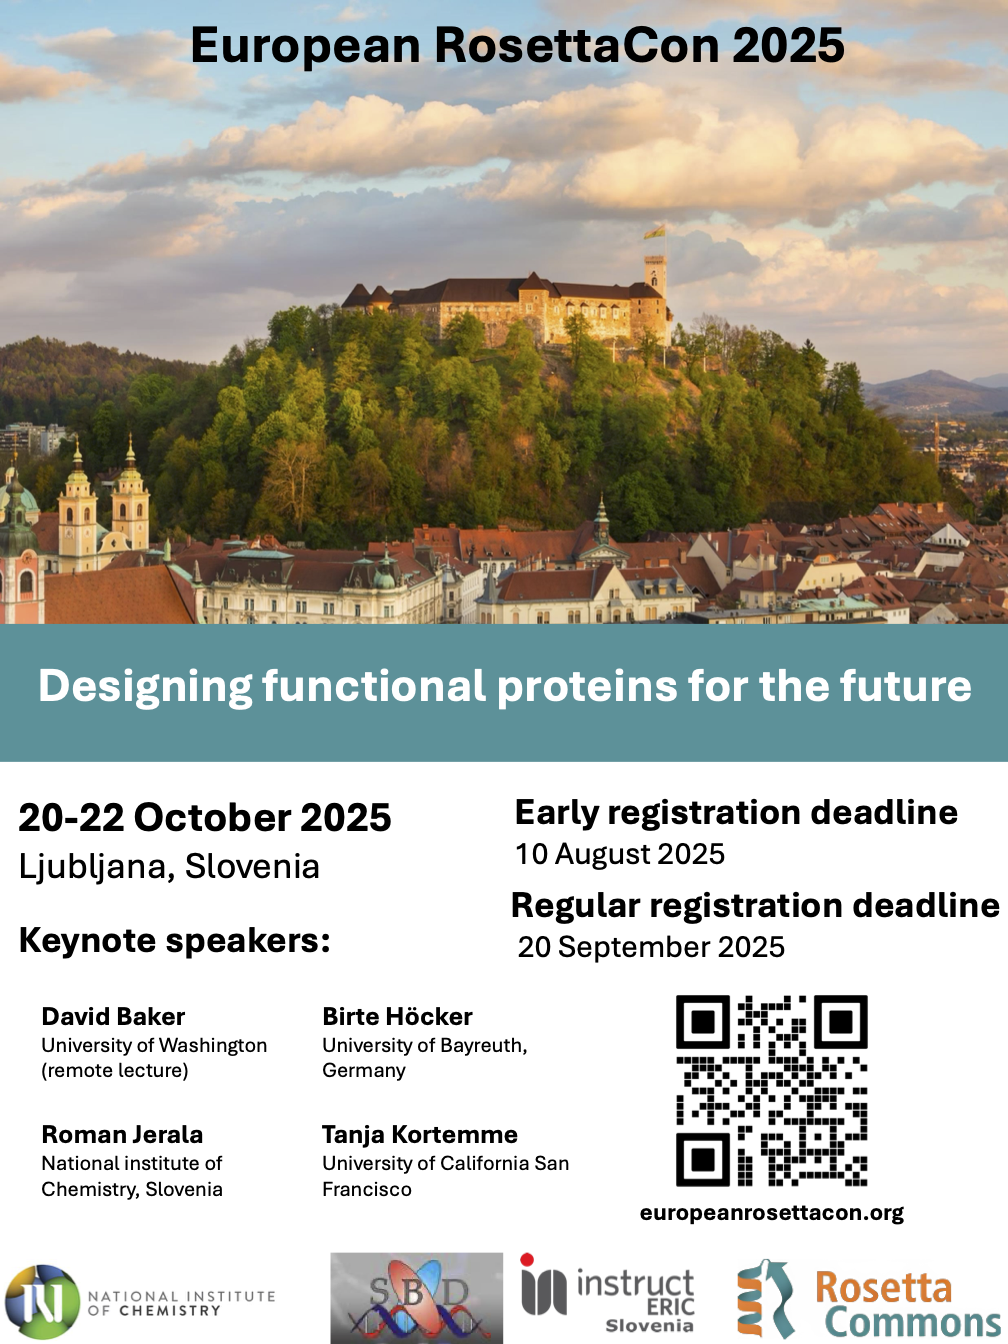 European RosettaCon 2025
Designing functional proteins for the future
20-22 October 2025
Ljubljana, Slovenia
Early registration deadline
10 August 2025
Regular registration deadline
20 September 2025
Keynote speakers:
David Baker
University of Washington
(remote lecture)
Birte Höcker
University of Bayreuth,
Germany
Roman Jerala
National institute of
Chemistry, Slovenia
Tanja Kortemme
University of California San
Francisco
europeanrosettacon.org
N
NATIONAL INSTITUTE
OF CHEMISTRY
SBD
in
instruct
ERIC
Slovenia
Rosetta
Commons